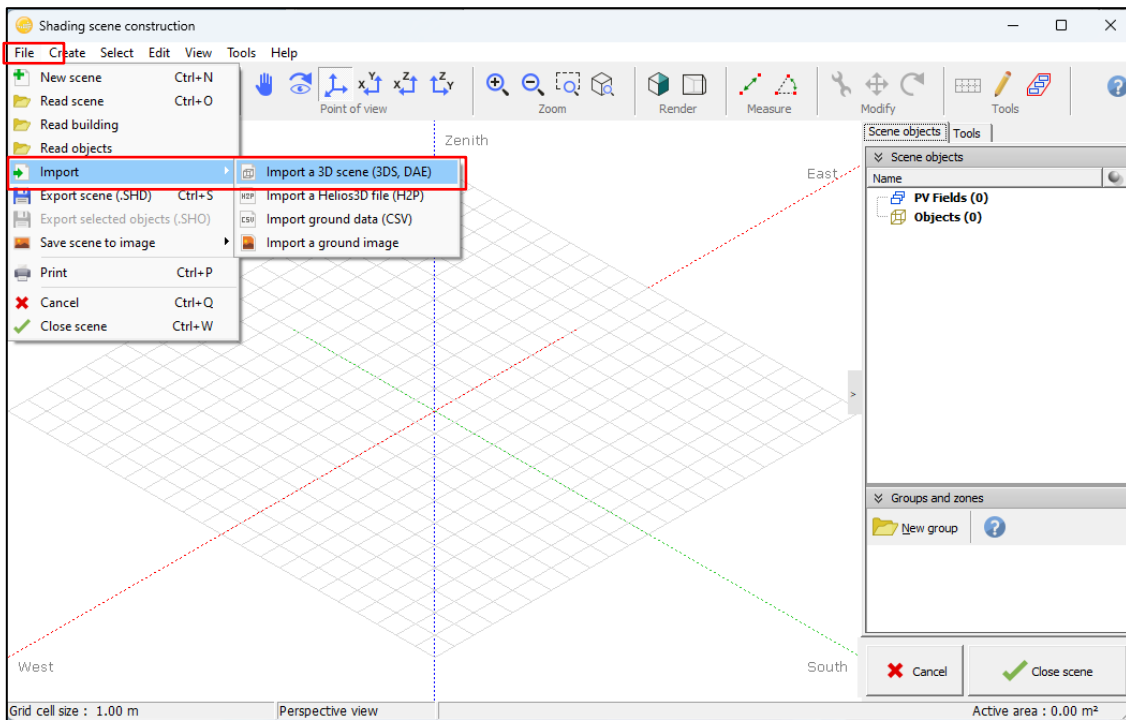 Shading scene construction
File Create Select Edit View Tools Help
New scene Ctrl+N
Read scene Ctrl+O
Read building
Read objects
Import
Export scene (.SHD) Ctrl+S
Export selected objects (.SHO)
Save scene to image
Print Ctrl+P
Cancel Ctrl+Q
Close scene Ctrl+W
Import a 3D scene (3DS, DAE)
H2P Import a Helios3D file (H2P)
CSV Import ground data (CSV)
Import a ground image
Y X Z X Z Y
Point of view Zoom Render Measure Modify Tools
?
Zenith
East
West
South
>
Scene objects Tools
Scene objects
Name
PV Fields (0)
Objects (0)
Groups and zones
New group ?
Cancel Close scene
Grid cell size : 1.00 m Perspective view Active area : 0.00 m²